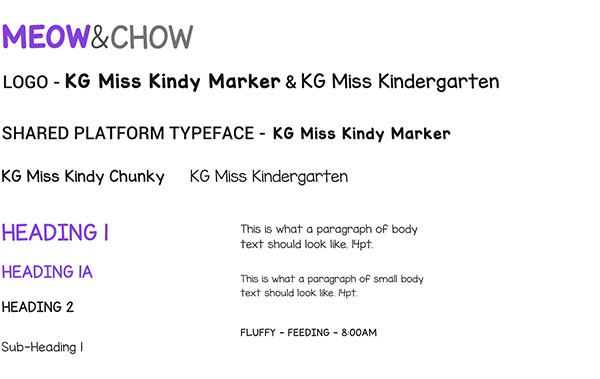 MEOW&CHOW
LOGO - KG Miss Kindy Marker & KG Miss Kindergarten
SHARED PLATFORM TYPEFACE - KG Miss Kindy Marker
KG Miss Kindy Chunky KG Miss Kindergarten
HEADING 1
HEADING 1A
HEADING 2
Sub-Heading 1
This is what a paragraph of body
text should look like. 14pt.
This is what a paragraph of small body
text should look like. 14pt.
FLUFFY - FEEDING - 8:00AM